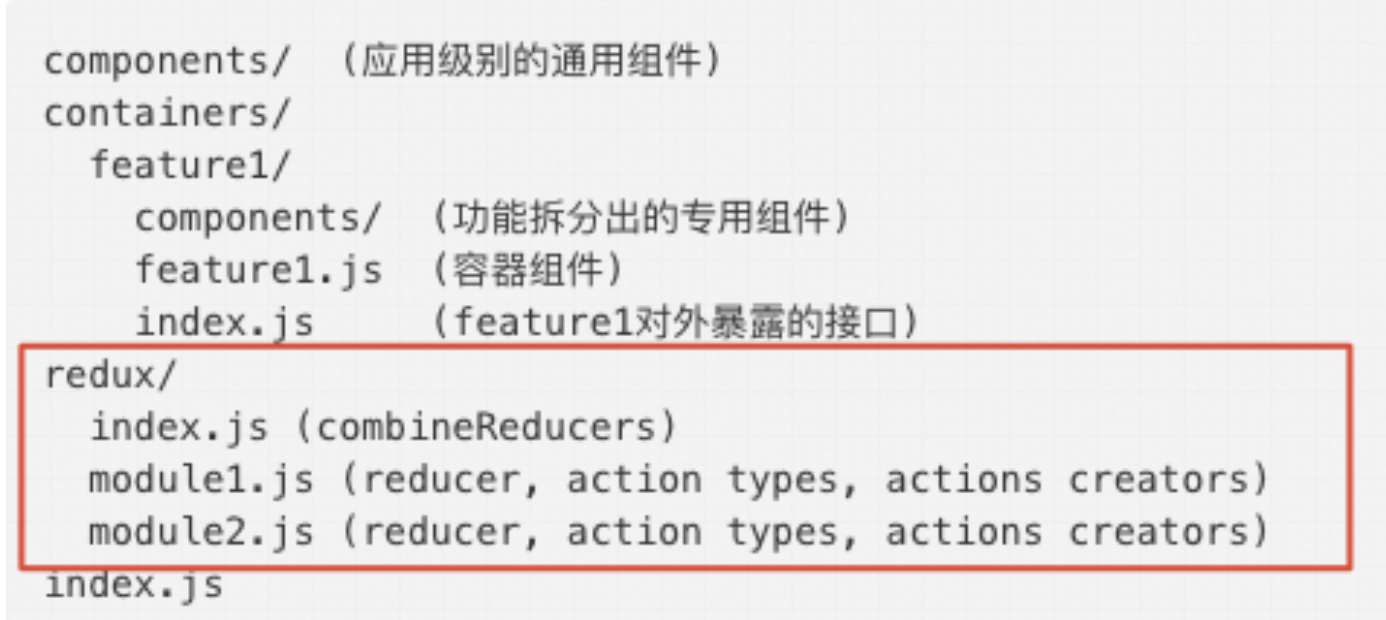 components/  (应用级别的通用组件)
containers/
  feature1/
    components/  (功能拆分出的专用组件)
    feature1.js  (容器组件)
    index.js     (feature1对外暴露的接口)
redux/
  index.js (combineReducers)
  module1.js (reducer, action types, actions creators)
  module2.js (reducer, action types, actions creators)
index.js